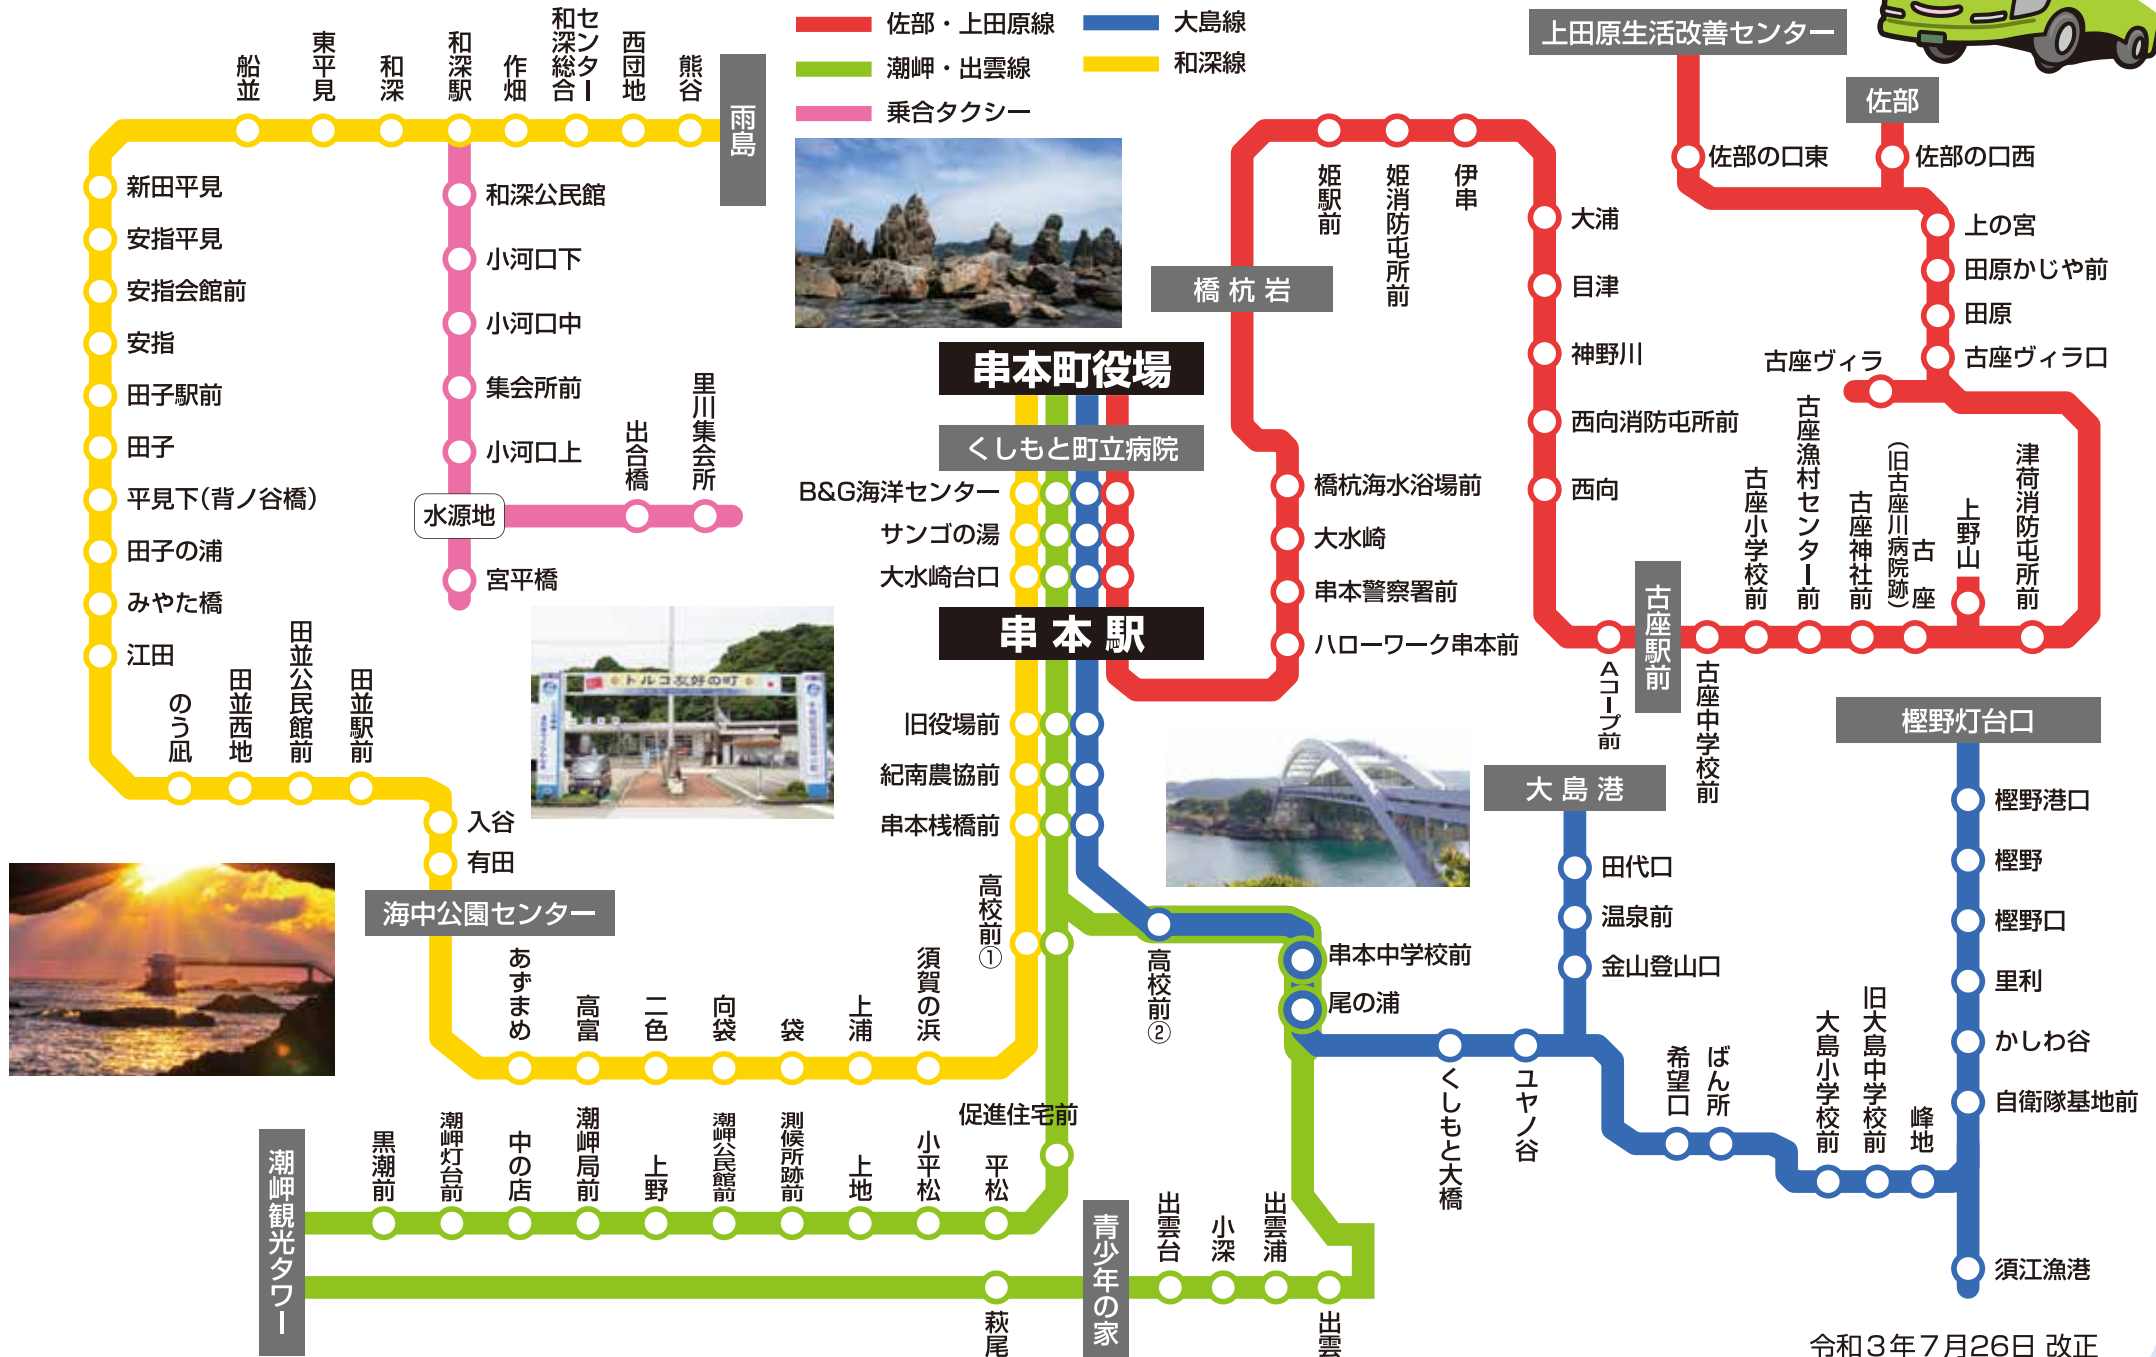 佐部・上田原線
大島線
潮岬・出雲線
和深線
乗合タクシー
船並
東平見
和深
和深駅
作畑
和深総合センター
西団地
熊谷
雨島
新田平見
安指平見
安指会館前
安指
田子駅前
田子
平見下(背ノ谷橋)
田子の浦
みやた橋
江田
のう凪
田並西地
田並公民館前
田並駅前
入谷
有田
海中公園センター
あずまめ
高富
二色
向袋
袋
上浦
須賀の浜
高校前①
和深公民館
小河口下
小河口中
集会所前
小河口上
水源地
出合橋
里川集会所
宮平橋
串本町役場
くしもと町立病院
B&G海洋センター
サンゴの湯
大水崎台口
串本駅
旧役場前
紀南農協前
串本桟橋前
トルコ友好の町
上田原生活改善センター
佐部
佐部の口東
佐部の口西
上の宮
田原かじや前
田原
古座ヴィラ口
古座ヴィラ
津荷消防屯所前
上野山
古座
(旧古座川病院跡)
古座神社前
古座漁村センター前
古座小学校前
古座中学校前
古座駅前
Aコープ前
西向
西向消防屯所前
神野川
目津
大浦
伊串
姫消防屯所前
姫駅前
橋杭岩
橋杭海水浴場前
大水崎
串本警察署前
ハローワーク串本前
高校前②
串本中学校前
尾の浦
くしもと大橋
ユヤノ谷
大島港
田代口
温泉前
金山登山口
希望口
ばん所
大島小学校前
旧大島中学校前
峰地
樫野灯台口
樫野港口
樫野
樫野口
里利
かしわ谷
自衛隊基地前
須江漁港
促進住宅前
平松
小平松
上地
測候所跡前
潮岬公民館前
上野
潮岬局前
中の店
潮岬灯台前
黒潮前
潮岬観光タワー
萩尾
青少年の家
出雲台
小深
出雲浦
出雲
令和3年7月26日 改正